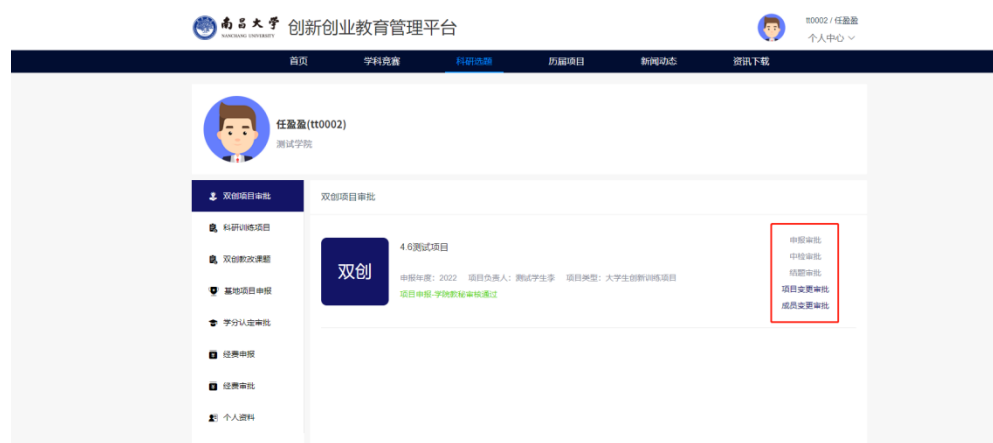 南昌大学 创新创业教育管理平台
NANCHANG UNIVERSITY
tt0002 / 任盈盈
个人中心
首页 学科竞赛 科研选题 历届项目 新闻动态 资讯下载
任盈盈(tt0002)
测试学院
双创项目审批
科研训练项目
双创教改课题
基地项目申报
学分认定审批
经费申报
经费审批
个人资料
双创项目审批
双创
4.6测试项目
申报年度：2022 项目负责人：测试学生李 项目类型：大学生创新训练项目
项目申报-学院教秘审核通过
申报审批
中检审批
结题审批
项目变更审批
成员变更审批